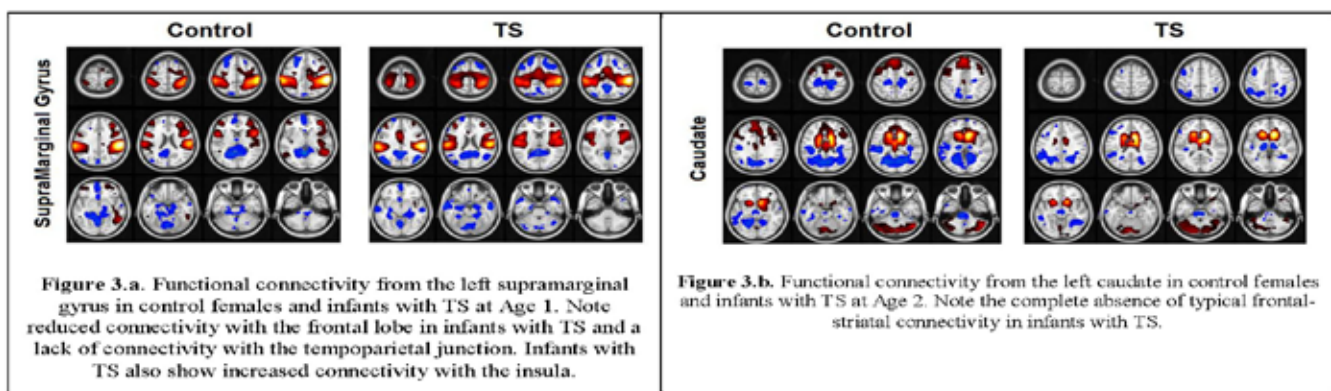 Control
TS
SupraMarginal Gyrus
Figure 3.a. Functional connectivity from the left supramarginal
gyrus in control females and infants with TS at Age 1. Note
reduced connectivity with the frontal lobe in infants with TS and a
lack of connectivity with the tempoparietal junction. Infants with
TS also show increased connectivity with the insula.
Control
TS
Caudate
Figure 3.b. Functional connectivity from the left caudate in control females
and infants with TS at Age 2. Note the complete absence of typical frontal-
striatal connectivity in infants with TS.